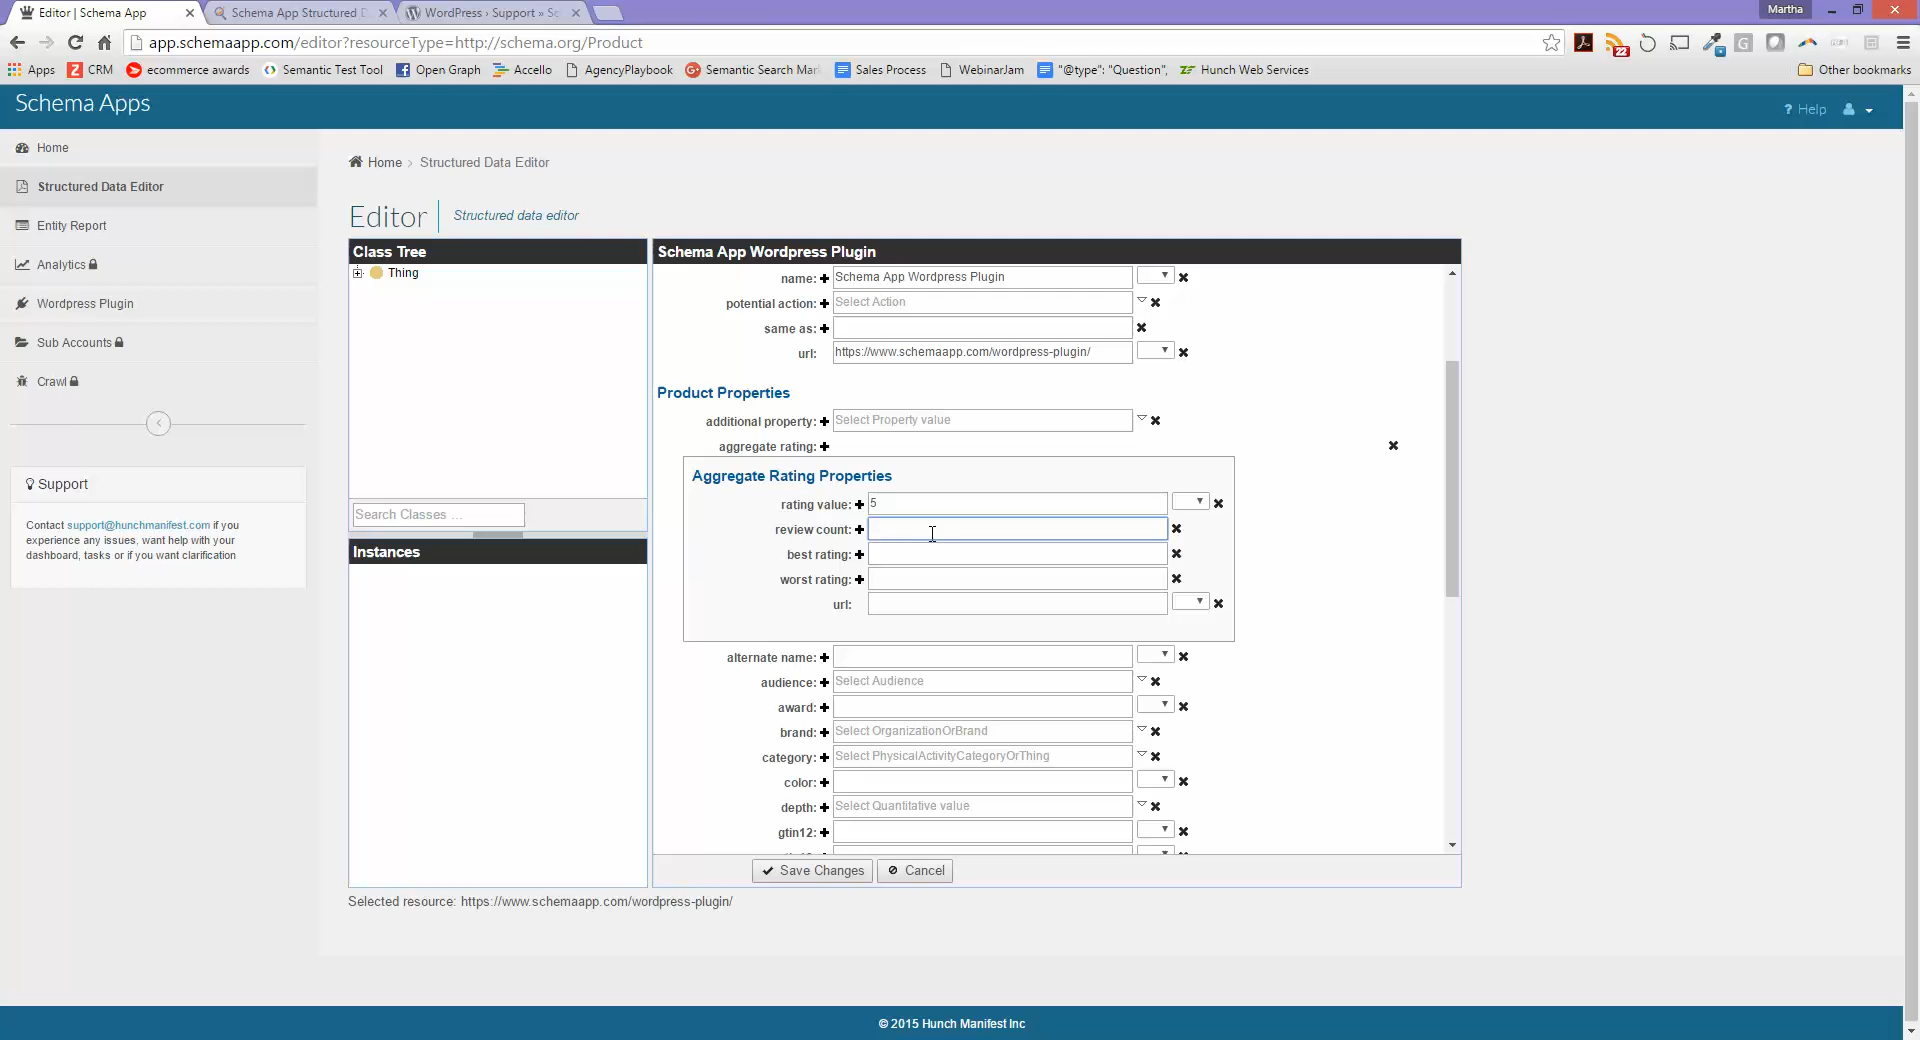 Editor | Schema App
Schema App Structured D
WordPress › Support » Sc
Martha
app.schemaapp.com/editor?resourceType=http://schema.org/Product
22
Apps
CRM
ecommerce awards
Semantic Test Tool
Open Graph
Accello
AgencyPlaybook
Semantic Search Mar
Sales Process
WebinarJam
"@type": "Question",
Hunch Web Services
Other bookmarks
Schema Apps
? Help
Home
Structured Data Editor
Entity Report
Analytics
Wordpress Plugin
Sub Accounts
Crawl
Support
Contact support@hunchmanifest.com if you
experience any issues, want help with your
dashboard, tasks or if you want clarification
Home > Structured Data Editor
Editor
Structured data editor
Class Tree
Thing
Search Classes ...
Instances
Schema App Wordpress Plugin
name: Schema App Wordpress Plugin
potential action: Select Action
same as:
url: https://www.schemaapp.com/wordpress-plugin/
Product Properties
additional property: Select Property value
aggregate rating:
Aggregate Rating Properties
rating value: 5
review count:
best rating:
worst rating:
url:
alternate name:
audience: Select Audience
award:
brand: Select OrganizationOrBrand
category: Select PhysicalActivityCategoryOrThing
color:
depth: Select Quantitative value
gtin12:
Save Changes
Cancel
Selected resource: https://www.schemaapp.com/wordpress-plugin/
© 2015 Hunch Manifest Inc